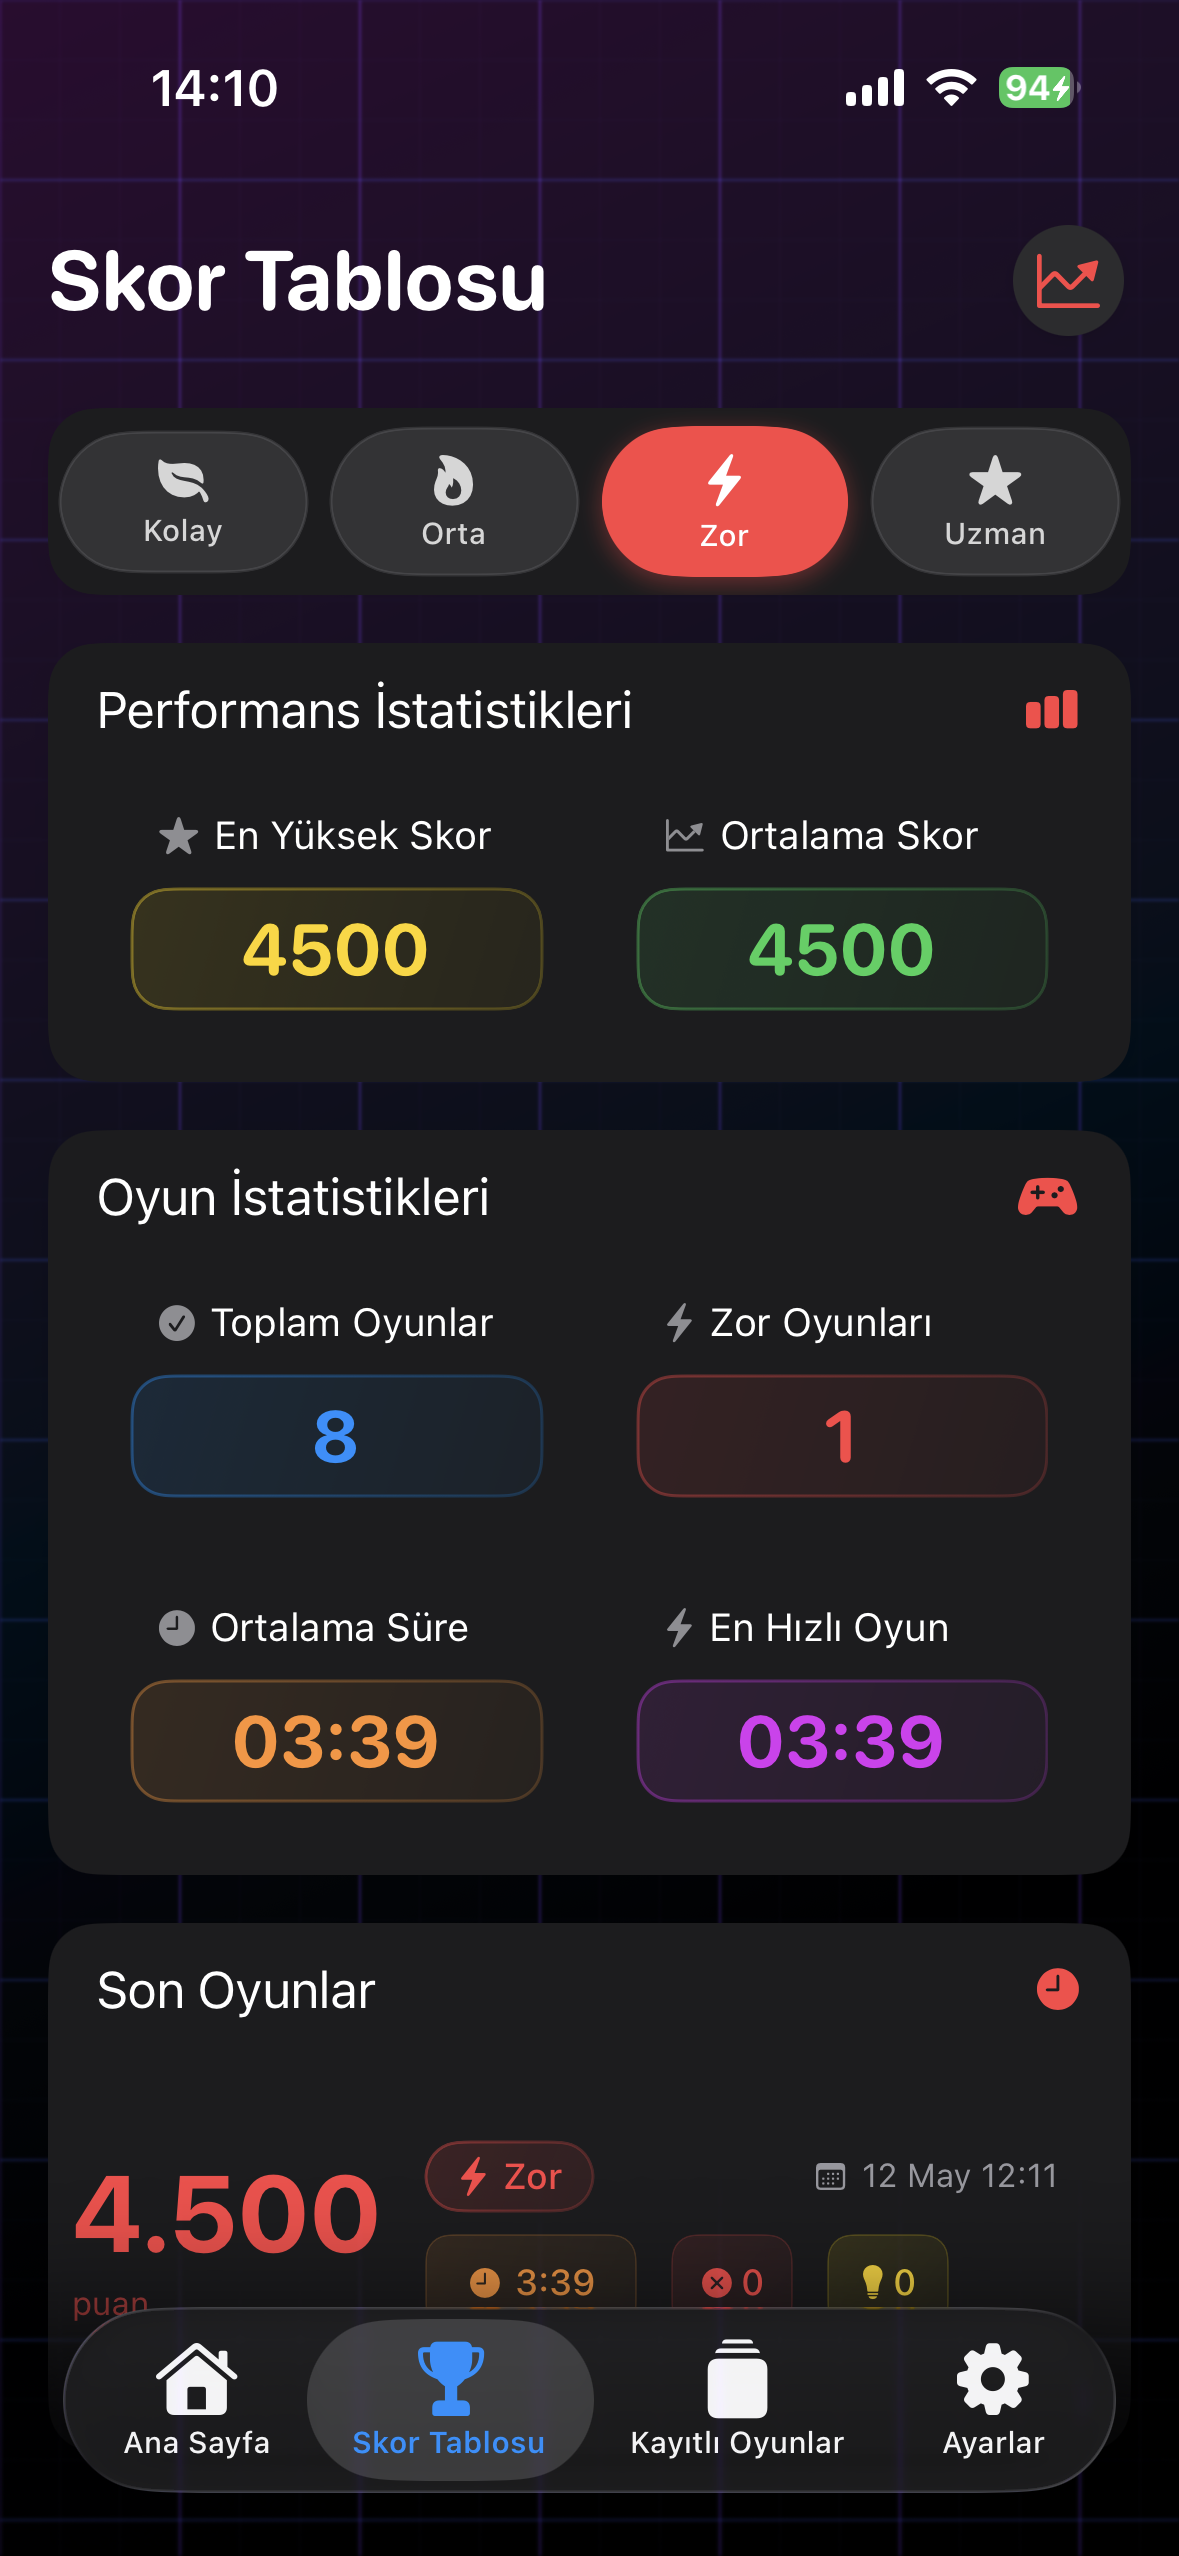 14:10
94
Skor Tablosu
Kolay
Orta
Zor
Uzman
Performans İstatistikleri
En Yüksek Skor
Ortalama Skor
4500
4500
Oyun İstatistikleri
Toplam Oyunlar
Zor Oyunları
8
1
Ortalama Süre
En Hızlı Oyun
03:39
03:39
Son Oyunlar
4.500
puan
Zor
12 May 12:11
3:39
0
0
Ana Sayfa
Skor Tablosu
Kayıtlı Oyunlar
Ayarlar